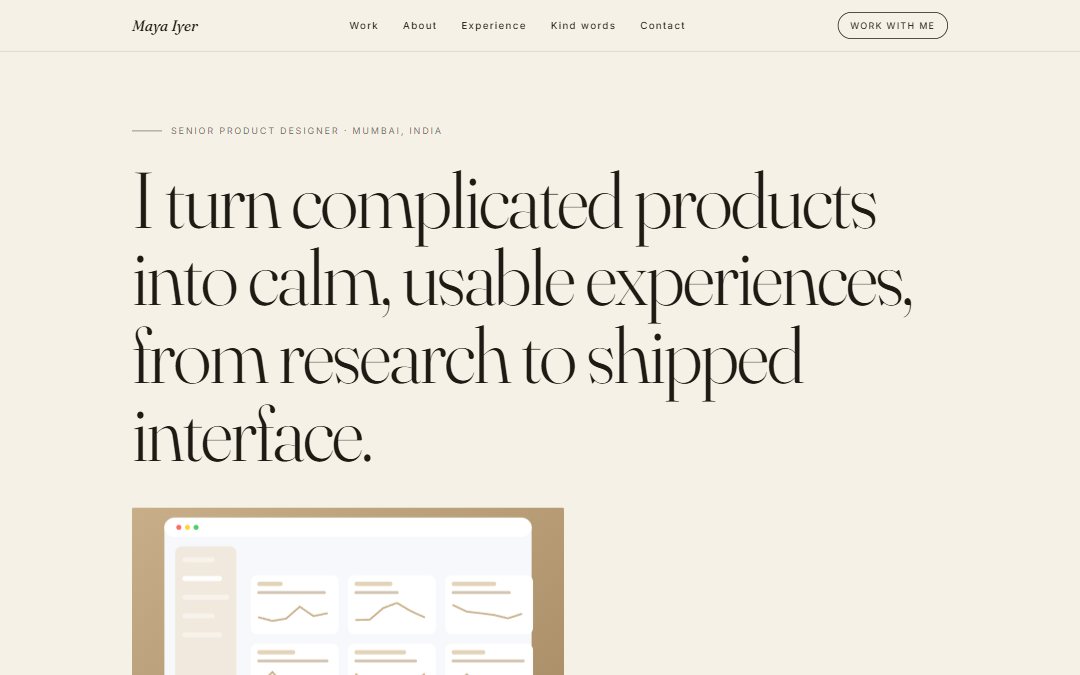 Maya Iyer
Work About Experience Kind words Contact
WORK WITH ME
SENIOR PRODUCT DESIGNER · MUMBAI, INDIA
I turn complicated products
into calm, usable experiences,
from research to shipped
interface.